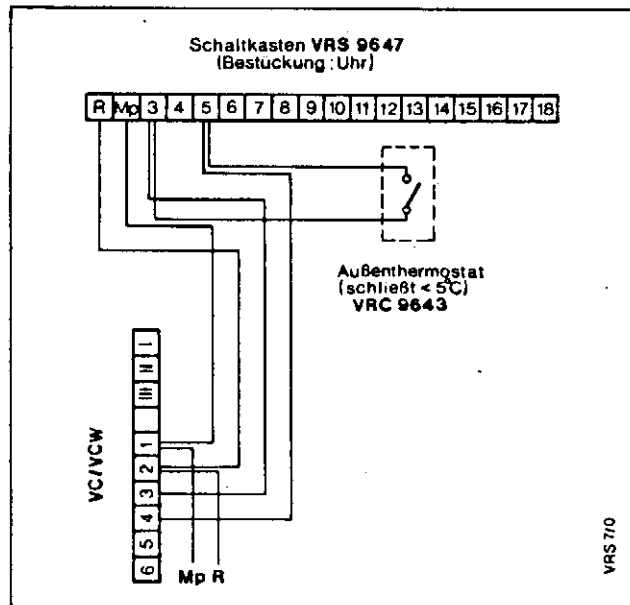 Schaltkasten VRS 9647
(Bestückung : Uhr)
R Mp 3 4 5 6 7 8 9 10 11 12 13 14 15 16 17 18
Außenthermostat
(schließt < 5°C)
VRC 9643
VC/VCW
I II III 1 2 3 4 5 6
Mp R
VRS 7/0